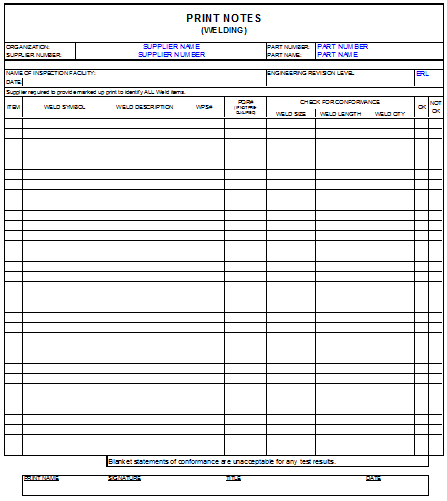 PRINT NOTES
(WELDING)
ORGANIZATION: SUPPLIER NAME PART NUMBER: PART NUMBER
SUPPLIER NUMBER: SUPPLIER NUMBER PART NAME: PART NAME
NAME OF INSPECTION FACILITY: ENGINEERING REVISION LEVEL ERL
DATE:
Supplier required to provide marked up print to identify ALL Weld items.
ITEM WELD SYMBOL WELD DESCRIPTION WPS# PQR# CHECK FOR CONFORMANCE OK NOT OK
WELD SIZE WELD LENGTH WELD QTY
Blanket statements of conformance are unacceptable for any test results.
PRINT NAME SIGNATURE TITLE DATE